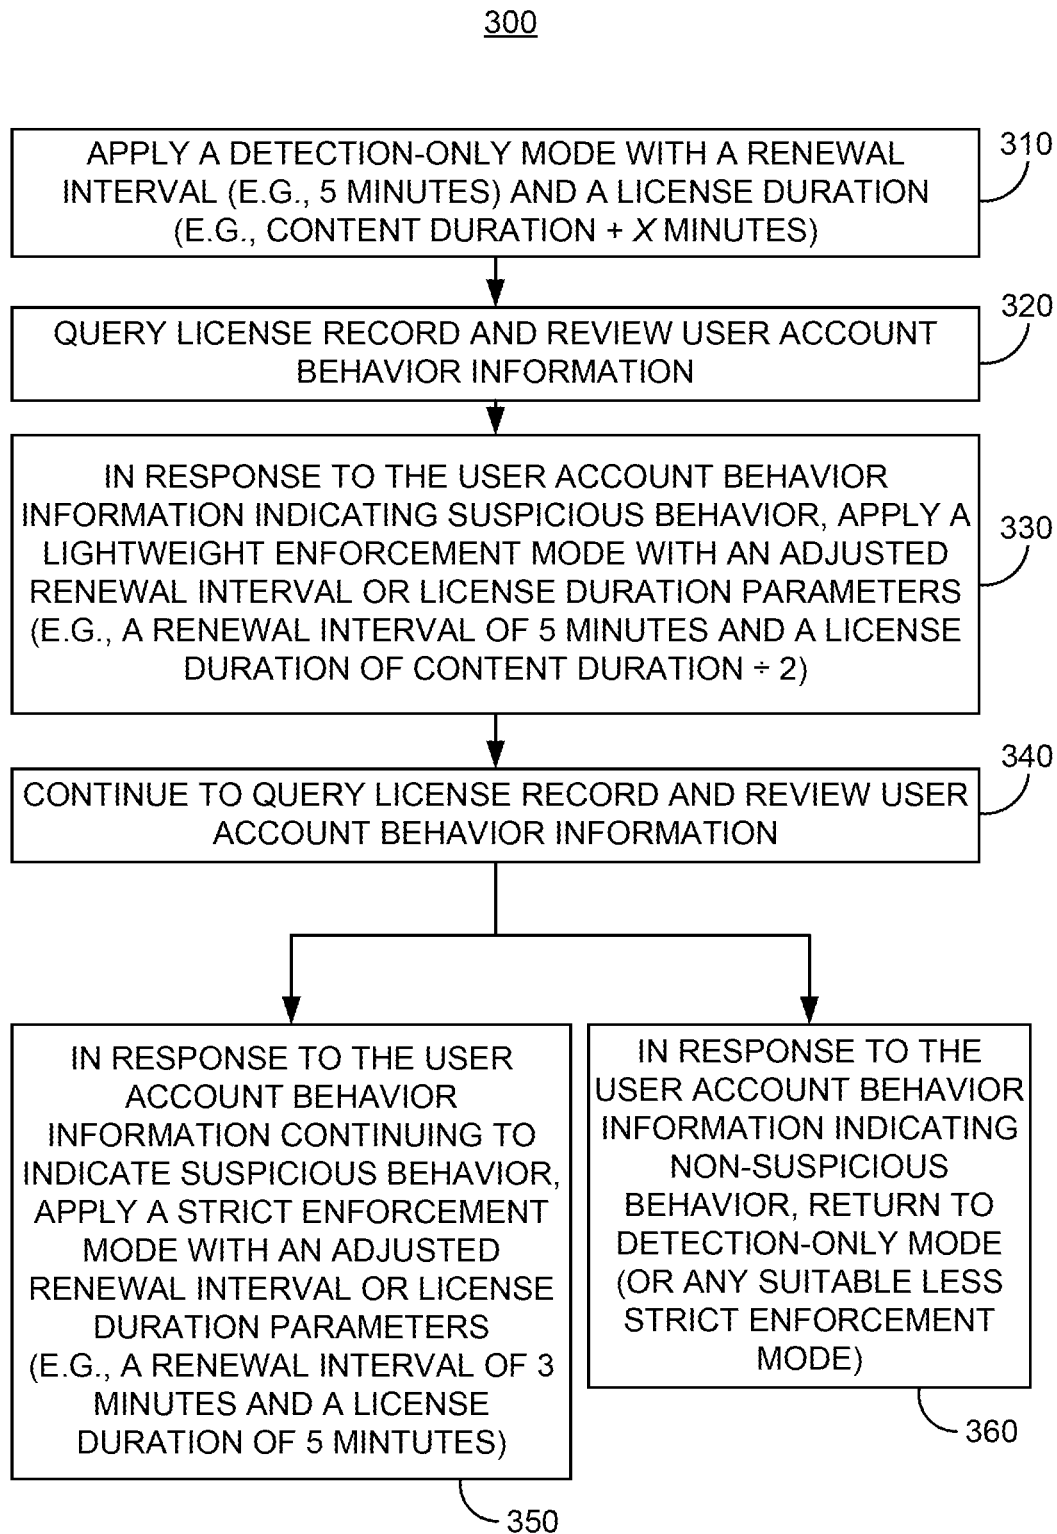 300
APPLY A DETECTION-ONLY MODE WITH A RENEWAL
INTERVAL (E.G., 5 MINUTES) AND A LICENSE DURATION
(E.G., CONTENT DURATION + X MINUTES)
310
QUERY LICENSE RECORD AND REVIEW USER ACCOUNT
BEHAVIOR INFORMATION
320
IN RESPONSE TO THE USER ACCOUNT BEHAVIOR
INFORMATION INDICATING SUSPICIOUS BEHAVIOR, APPLY A
LIGHTWEIGHT ENFORCEMENT MODE WITH AN ADJUSTED
RENEWAL INTERVAL OR LICENSE DURATION PARAMETERS
(E.G., A RENEWAL INTERVAL OF 5 MINUTES AND A LICENSE
DURATION OF CONTENT DURATION ÷ 2)
330
CONTINUE TO QUERY LICENSE RECORD AND REVIEW USER
ACCOUNT BEHAVIOR INFORMATION
340
IN RESPONSE TO THE USER
ACCOUNT BEHAVIOR
INFORMATION CONTINUING TO
INDICATE SUSPICIOUS BEHAVIOR,
APPLY A STRICT ENFORCEMENT
MODE WITH AN ADJUSTED
RENEWAL INTERVAL OR LICENSE
DURATION PARAMETERS
(E.G., A RENEWAL INTERVAL OF 3
MINUTES AND A LICENSE
DURATION OF 5 MINTUTES)
350
IN RESPONSE TO THE
USER ACCOUNT BEHAVIOR
INFORMATION INDICATING
NON-SUSPICIOUS
BEHAVIOR, RETURN TO
DETECTION-ONLY MODE
(OR ANY SUITABLE LESS
STRICT ENFORCEMENT
MODE)
360